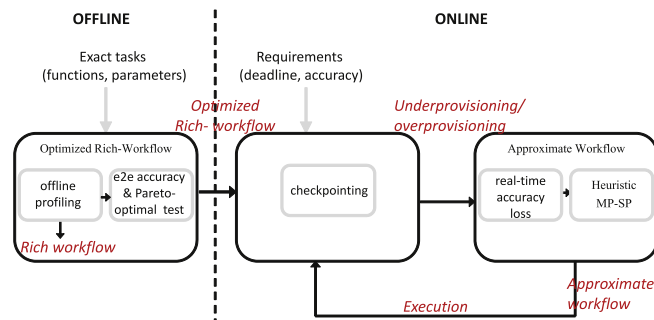 OFFLINE
ONLINE
Exact tasks
(functions, parameters)
Requirements
(deadline, accuracy)
Optimized
Rich- workflow
Underprovisioning/
overprovisioning
Optimized Rich-Workflow
offline
profiling
e2e accuracy
& Pareto-
optimal test
Rich workflow
checkpointing
Approximate Workflow
real-time
accuracy
loss
Heuristic
MP-SP
Execution
Approximate
workflow